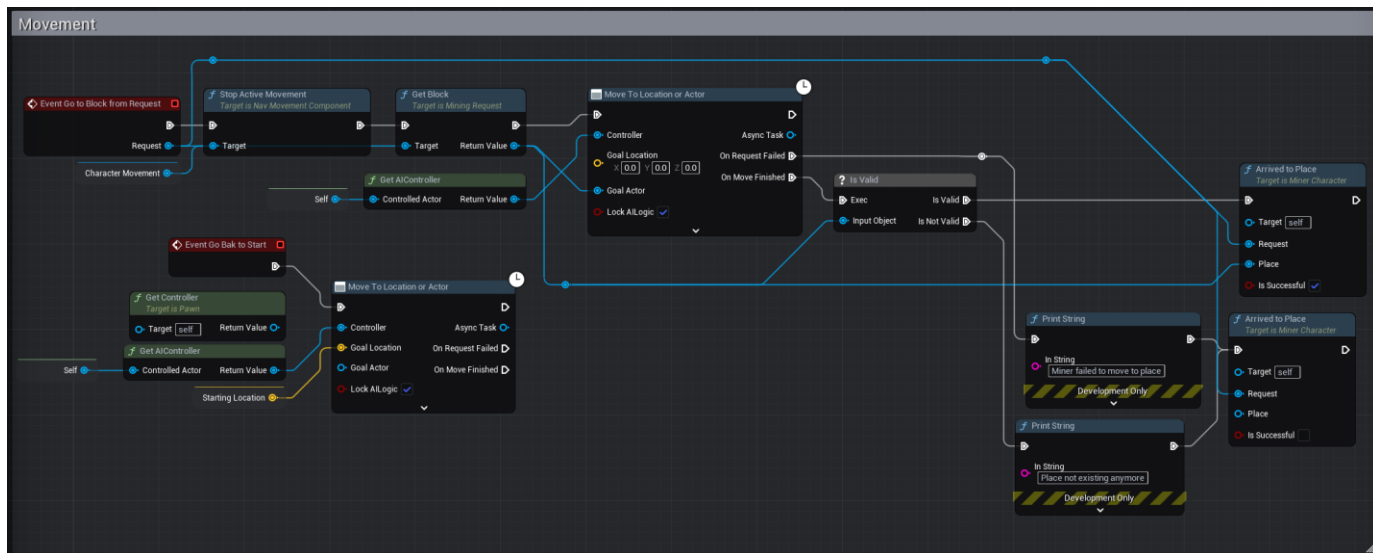 Movement
Event Go to Block from Request
Request
Character Movement
Stop Active Movement
Target is Nav Movement Component
Target
Get Block
Target is Mining Request
Target
Return Value
Self
Get AIController
Controlled Actor
Return Value
Move To Location or Actor
Controller
Async Task
Goal Location
X 0.0 Y 0.0 Z 0.0
On Request Failed
On Move Finished
Goal Actor
Lock AILogic
? Is Valid
Exec
Is Valid
Input Object
Is Not Valid
Arrived to Place
Target is Miner Character
Target self
Request
Place
Is Successful
Event Go Bak to Start
Get Controller
Target is Pawn
Target self
Return Value
Get AIController
Self
Controlled Actor
Return Value
Starting Location
Move To Location or Actor
Controller
Async Task
Goal Location
On Request Failed
Goal Actor
On Move Finished
Lock AILogic
Print String
In String
Miner failed to move to place
Development Only
Arrived to Place
Target is Miner Character
Target self
Request
Place
Is Successful
Print String
In String
Place not existing anymore
Development Only